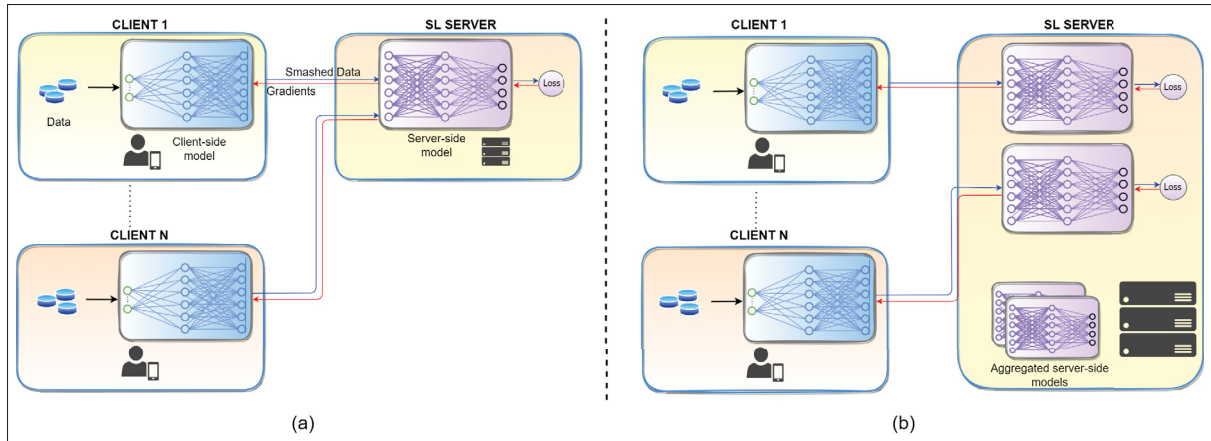 CLIENT 1
SL SERVER
Smashed Data
Gradients
Loss
Data
Client-side
model
Server-side
model
CLIENT N
(a)
CLIENT 1
SL SERVER
Loss
Loss
CLIENT N
Aggregated server-side
models
(b)